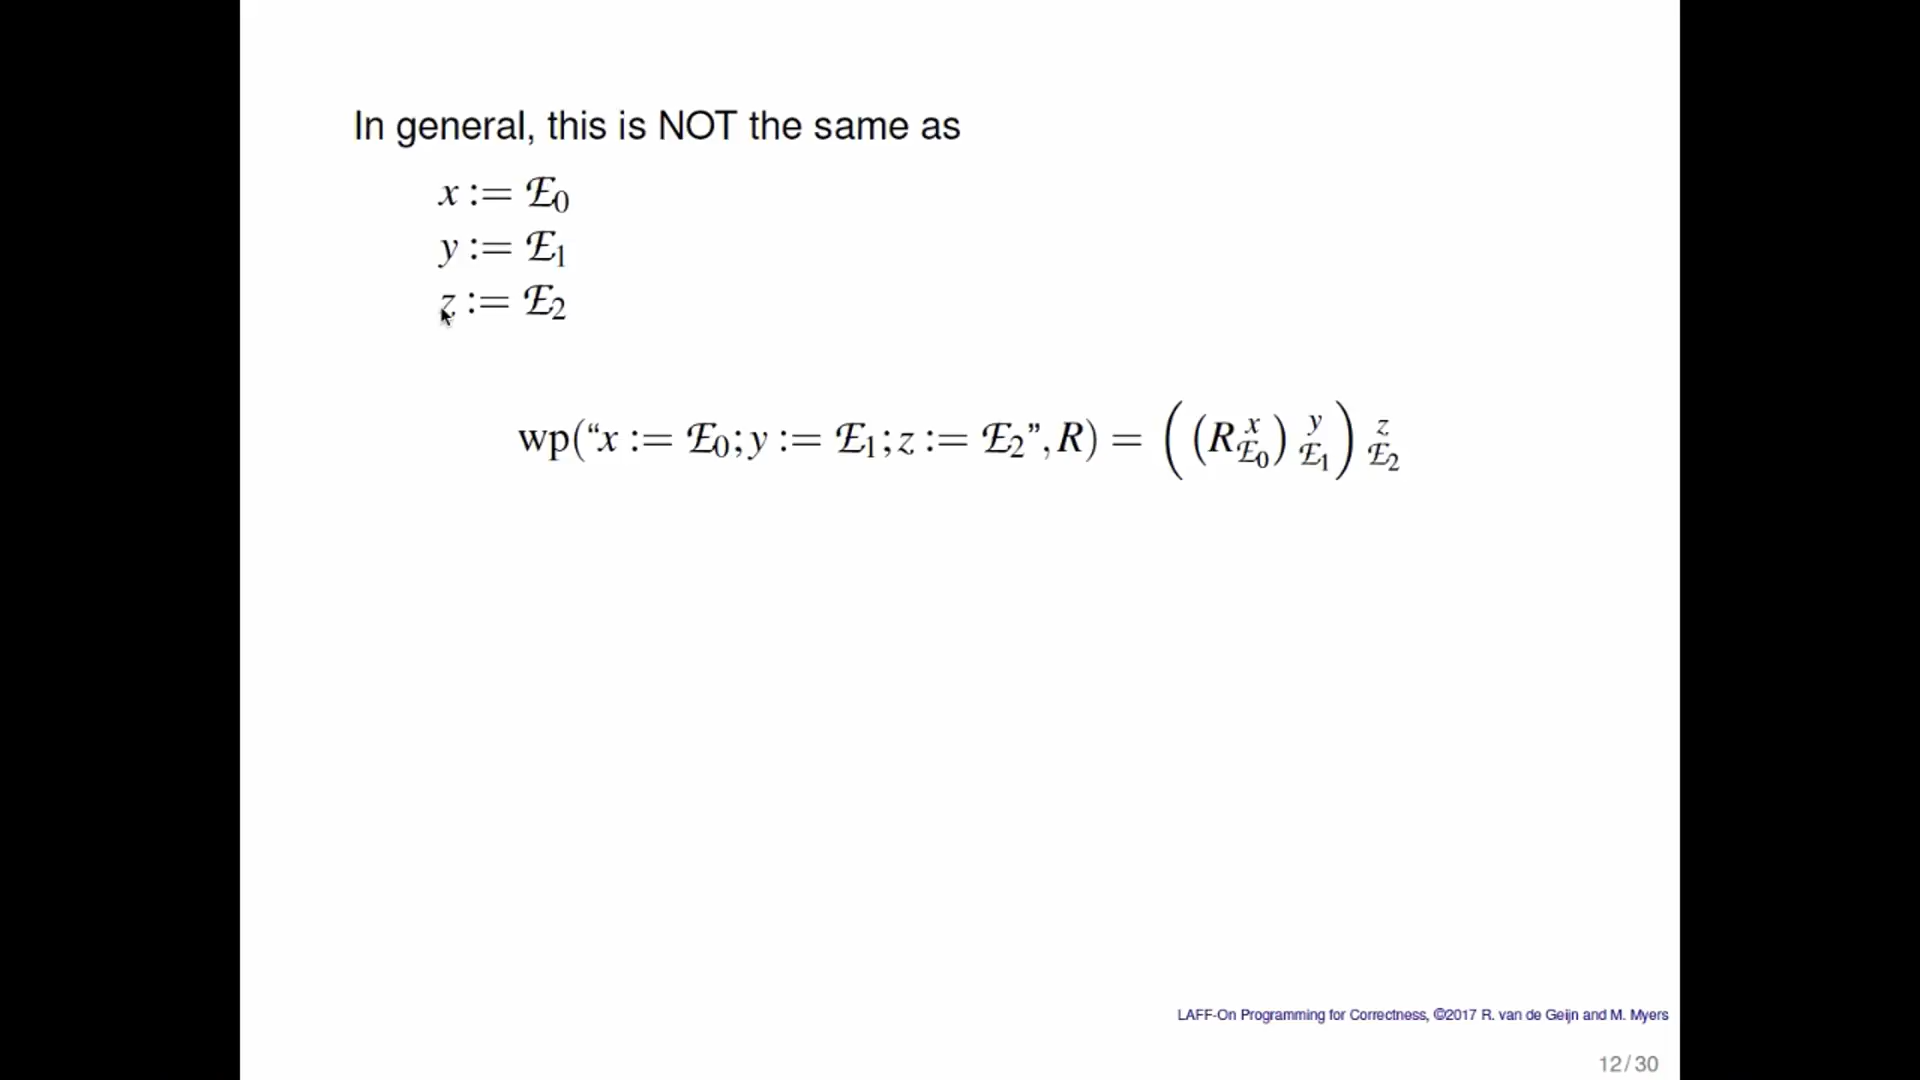 In general, this is NOT the same as
x := ℰ₀
y := ℰ₁
z := ℰ₂
wp(“x := ℰ₀; y := ℰ₁; z := ℰ₂”, R) = ((R^x_ℰ₀)^y_ℰ₁)^z_ℰ₂
LAFF-On Programming for Correctness, ©2017 R. van de Geijn and M. Myers
12/30